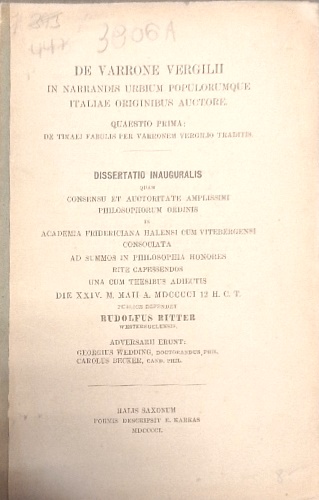 3906A
DE VARRONE VERGILII
IN NARRANDIS URBIUM POPULORUMQUE
ITALIAE ORIGINIBUS AUCTORE.
QUAESTIO PRIMA:
DE TIMAEI FABULIS PER VARRONEM VERGILIO TRADITIS.
DISSERTATIO INAUGURALIS
QUAM
CONSENSU ET AUCTORITATE AMPLISSIMI
PHILOSOPHORUM ORDINIS
IN
ACADEMIA FRIDERICIANA HALENSI CUM VITEBERGENSI
CONSOCIATA
AD SUMMOS IN PHILOSOPHIA HONORES
RITE CAPESSENDOS
UNA CUM THESIBUS ADIECTIS
DIE XXIV. M. MAII A. MDCCCCI 12 H. C. T.
PUBLICE DEFENDET
RUDOLFUS RITTER
WESTEREGELENSIS.
ADVERSARII ERUNT:
GEORGIUS WEDDING, DOCTORANDUS PHIL.
CAROLUS BECKER, CAND. PHIL.
HALIS SAXONUM
FORMIS DESCRIPSIT E. KARRAS
MDCCCCI.